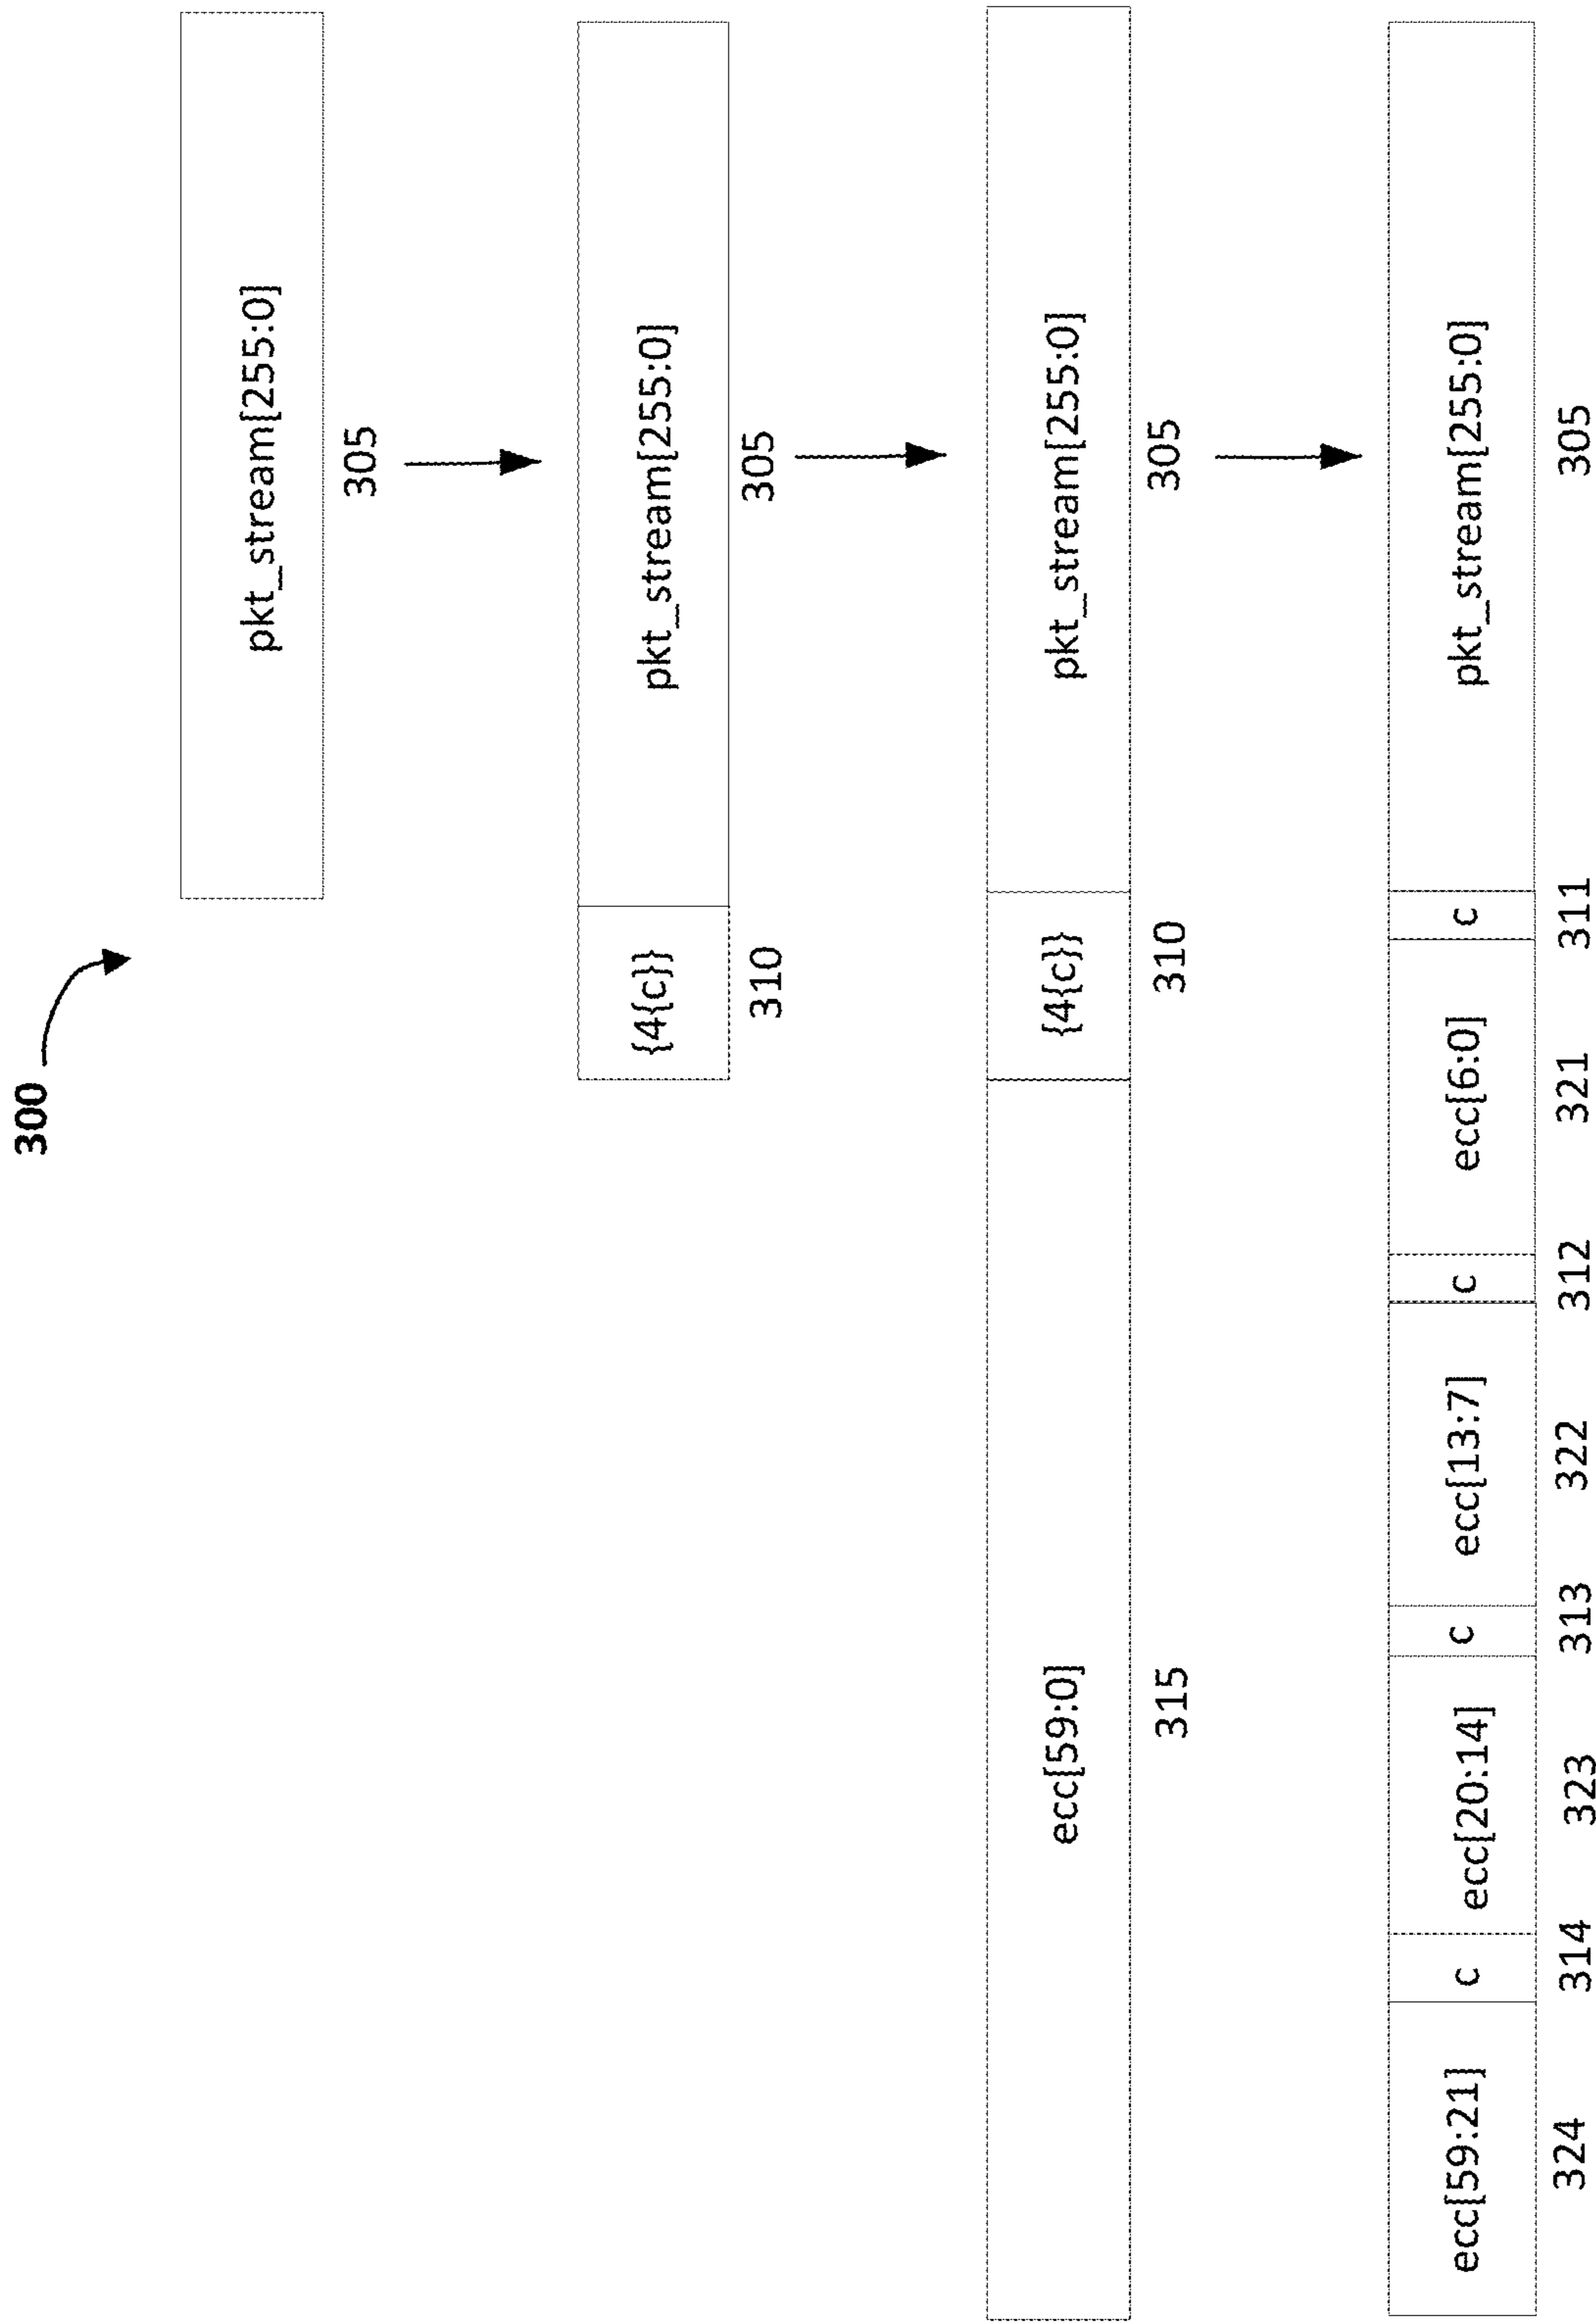 300
pkt_stream[255:0]
305
{4{c}} pkt_stream[255:0]
310 305
ecc[59:0] {4{c}} pkt_stream[255:0]
315 310 305
ecc[59:21] c ecc[20:14] c ecc[13:7] c ecc[6:0] c pkt_stream[255:0]
324 314 323 313 322 312 321 311 305